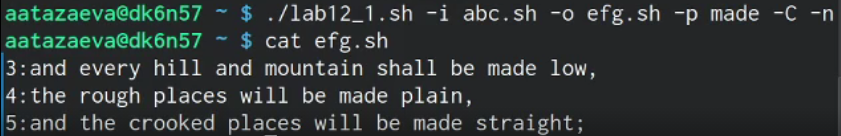 aatazaeva@dk6n57 ~ $ ./lab12_1.sh -i abc.sh -o efg.sh -p made -C -n
aatazaeva@dk6n57 ~ $ cat efg.sh
3:and every hill and mountain shall be made low,
4:the rough places will be made plain,
5:and the crooked places will be made straight;